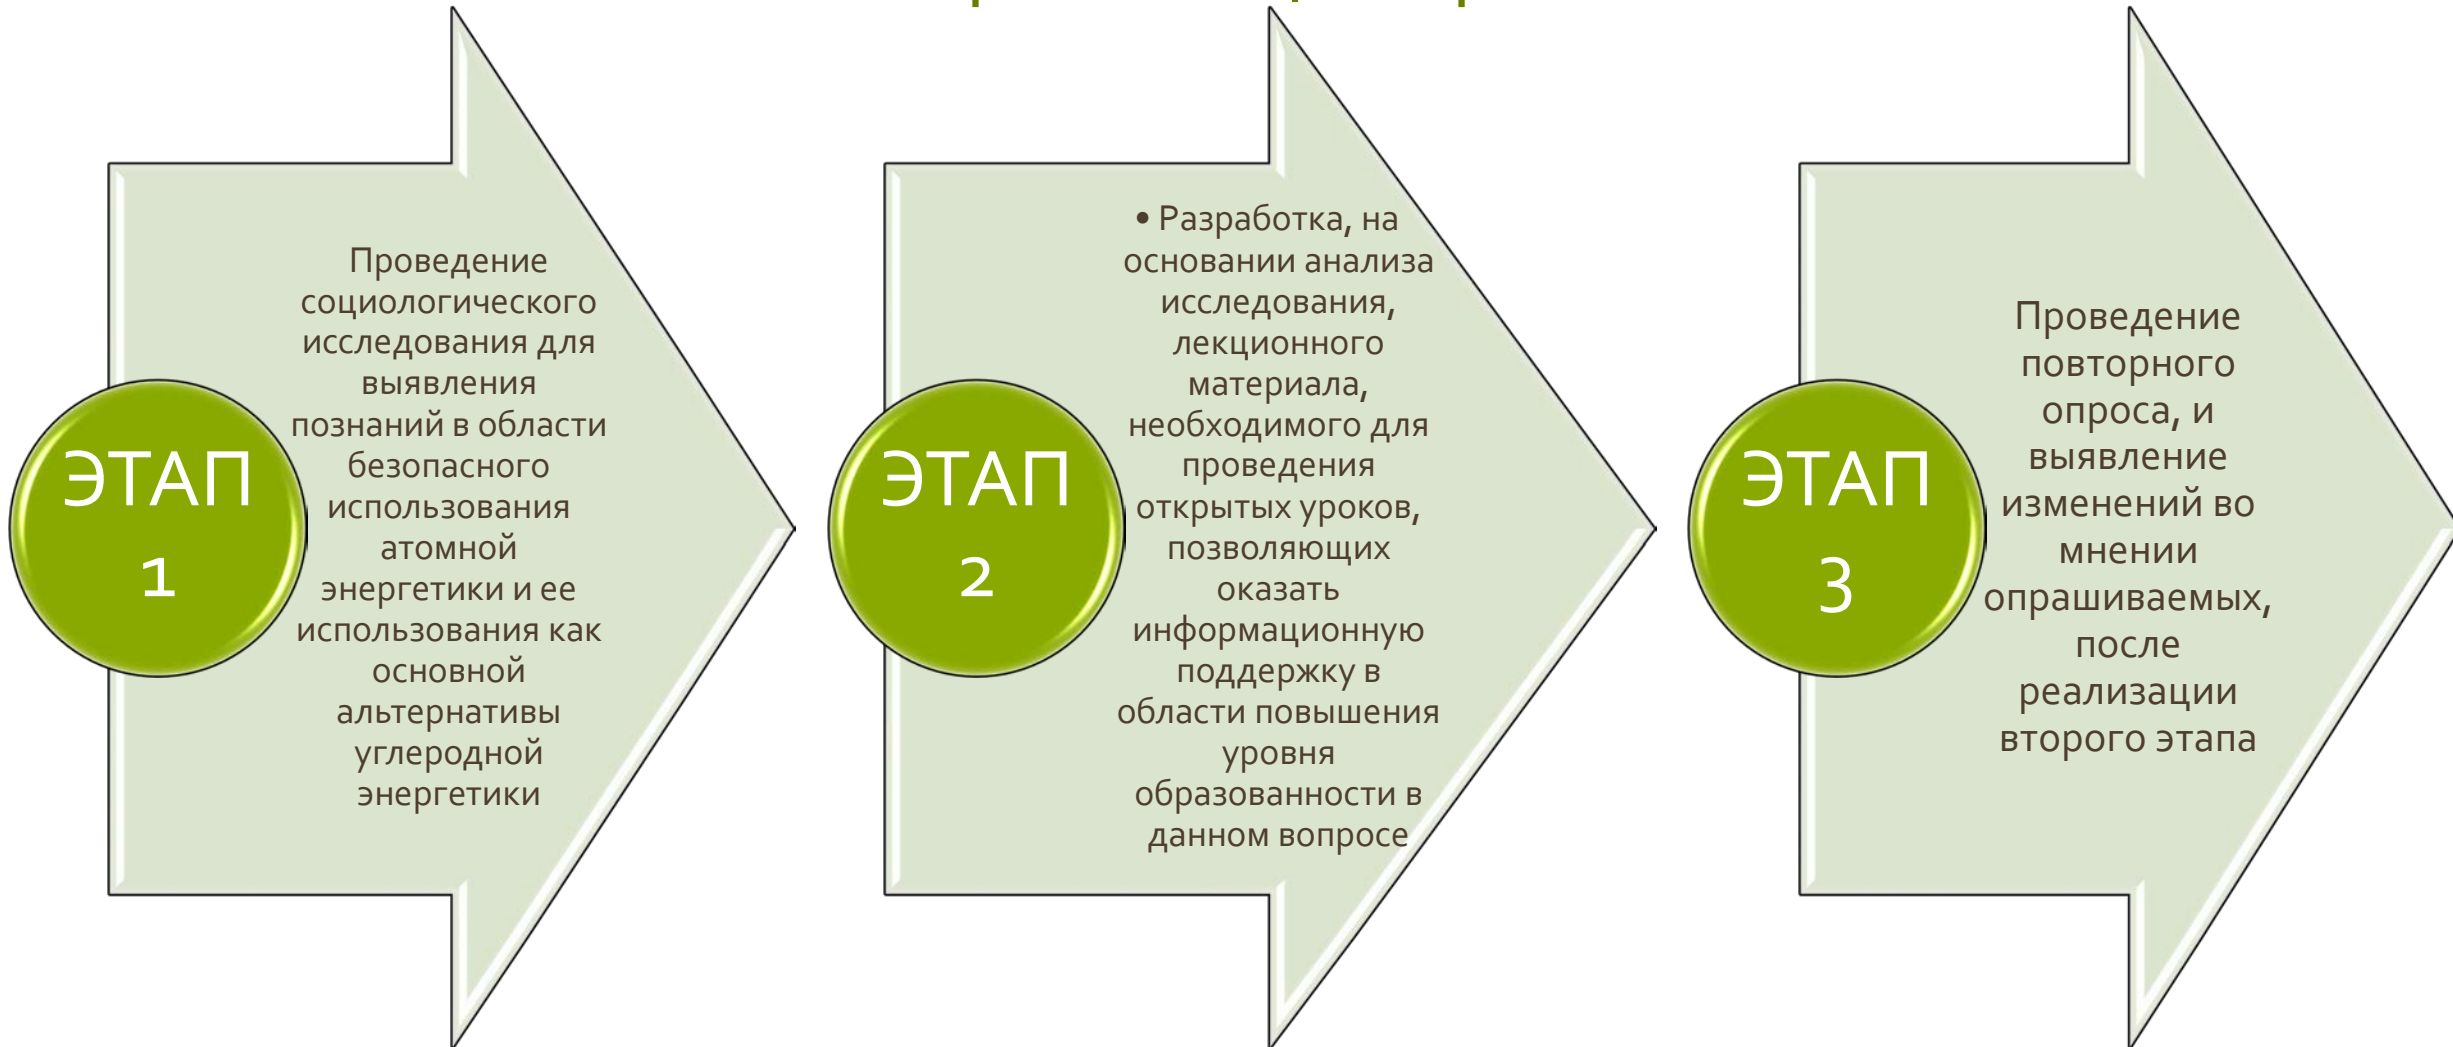 ЭТАП
1
Проведение
социологического
исследования для
выявления
познаний в области
безопасного
использования
атомной
энергетики и ее
использования как
основной
альтернативы
углеродной
энергетики
ЭТАП
2
• Разработка, на
основании анализа
исследования,
лекционного
материала,
необходимого для
проведения
открытых уроков,
позволяющих
оказать
информационную
поддержку в
области повышения
уровня
образованности в
данном вопросе
ЭТАП
3
Проведение
повторного
опроса, и
выявление
изменений во
мнении
опрашиваемых,
после
реализации
второго этапа